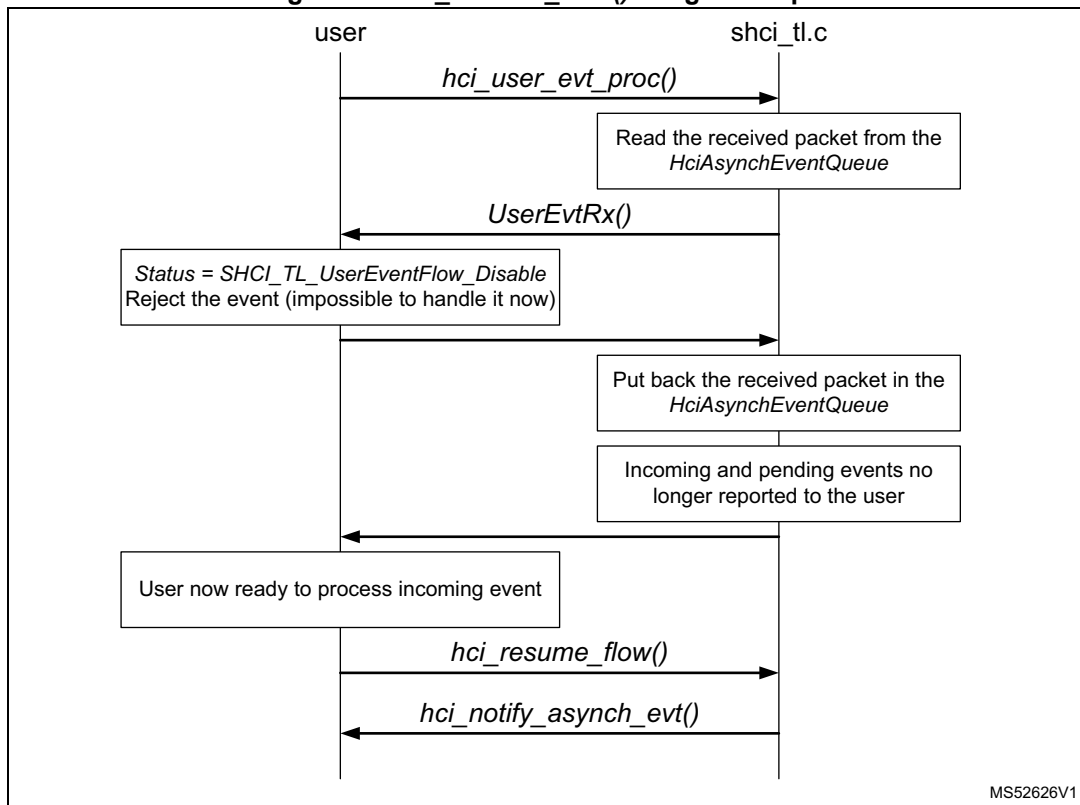 user
shci_tl.c
hci_user_evt_proc()
Read the received packet from the
HciAsynchEventQueue
UserEvtRx()
Status = SHCI_TL_UserEventFlow_Disable
Reject the event (impossible to handle it now)
Put back the received packet in the
HciAsynchEventQueue
Incoming and pending events no
longer reported to the user
User now ready to process incoming event
hci_resume_flow()
hci_notify_asynch_evt()
MS52626V1